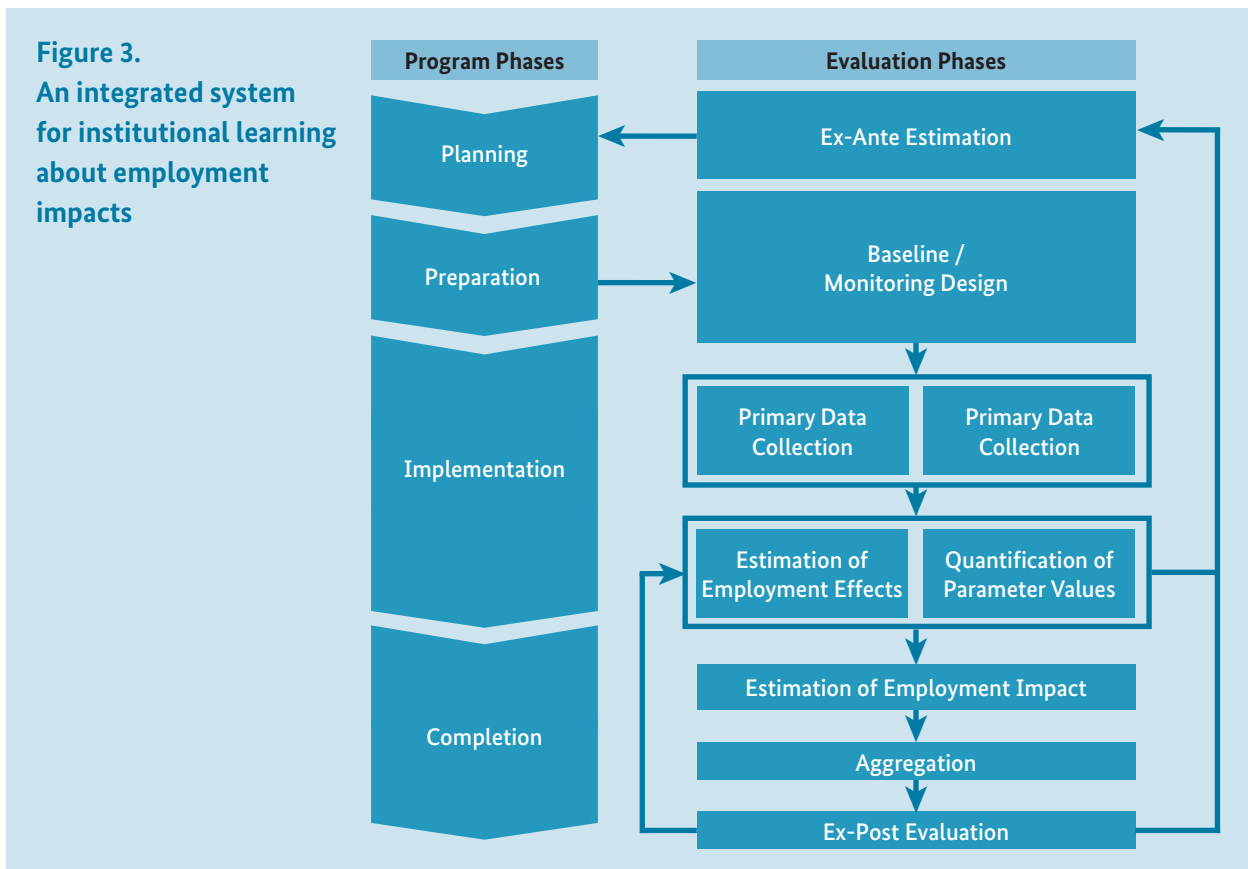 Figure 3.
An integrated system
for institutional learning
about employment
impacts
Program Phases
Evaluation Phases
Planning
Ex-Ante Estimation
Preparation
Baseline /
Monitoring Design
Implementation
Primary Data
Collection
Primary Data
Collection
Estimation of
Employment Effects
Quantification of
Parameter Values
Completion
Estimation of Employment Impact
Aggregation
Ex-Post Evaluation